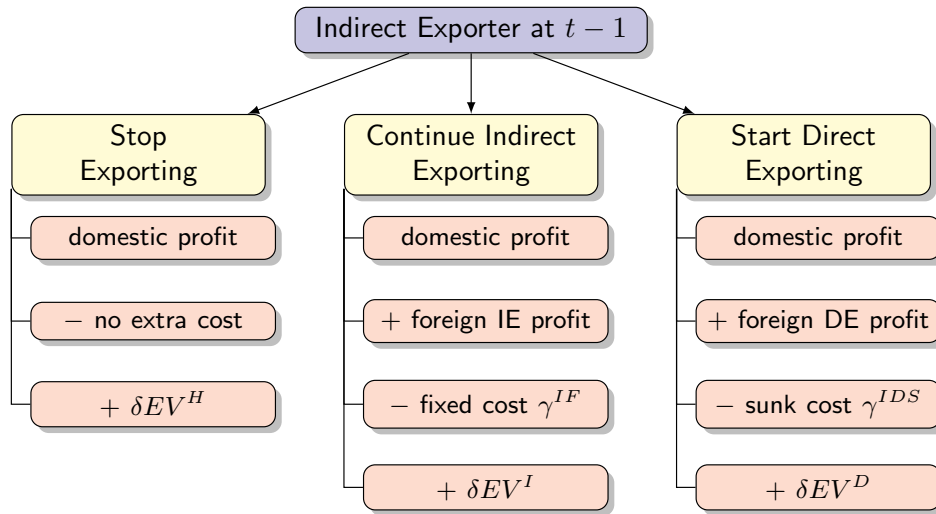 Indirect Exporter at t − 1
Stop
Exporting
domestic profit
− no extra cost
+ δEV^H
Continue Indirect
Exporting
domestic profit
+ foreign IE profit
− fixed cost γ^{IF}
+ δEV^I
Start Direct
Exporting
domestic profit
+ foreign DE profit
− sunk cost γ^{IDS}
+ δEV^D